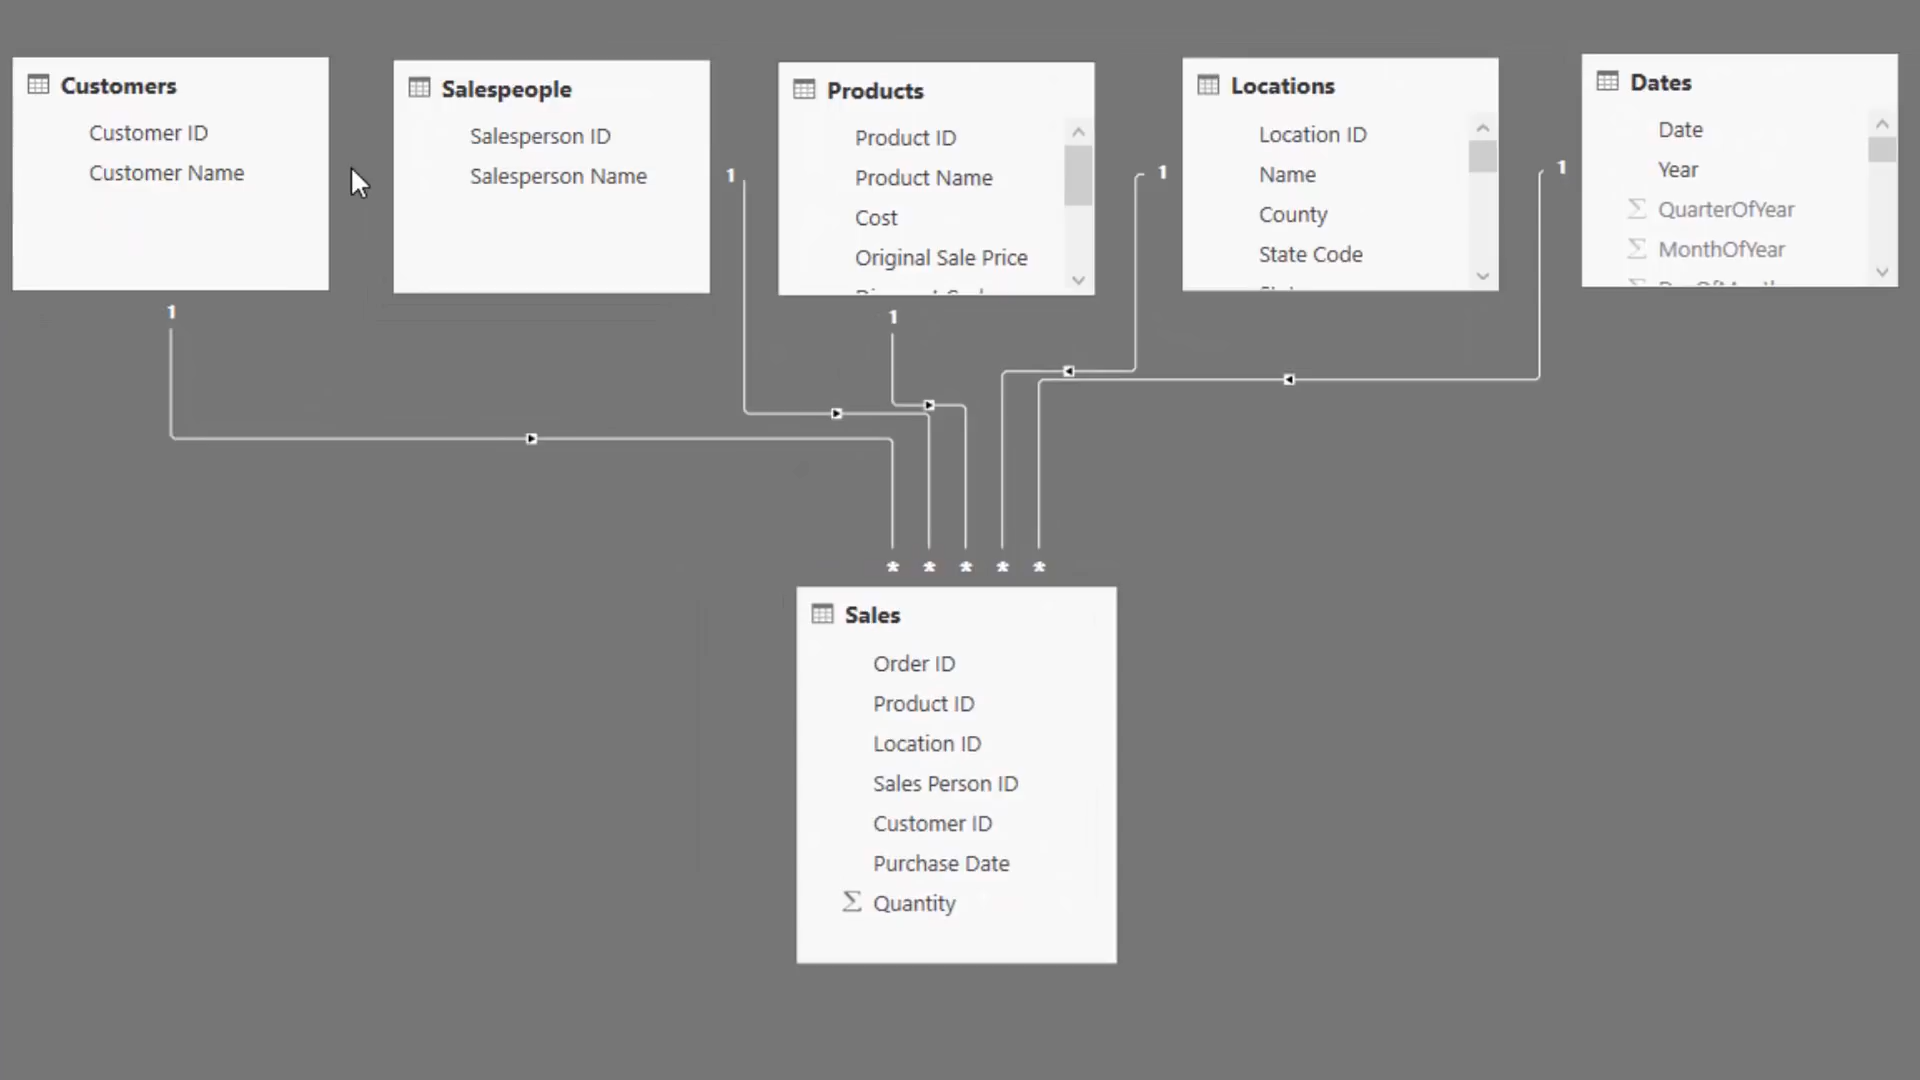 Customers
Customer ID
Customer Name
1
Salespeople
Salesperson ID
Salesperson Name
1
Products
Product ID
Product Name
Cost
Original Sale Price
1
Locations
Location ID
Name
County
State Code
1
Dates
Date
Year
Σ QuarterOfYear
Σ MonthOfYear
1
* * * * *
Sales
Order ID
Product ID
Location ID
Sales Person ID
Customer ID
Purchase Date
Σ Quantity